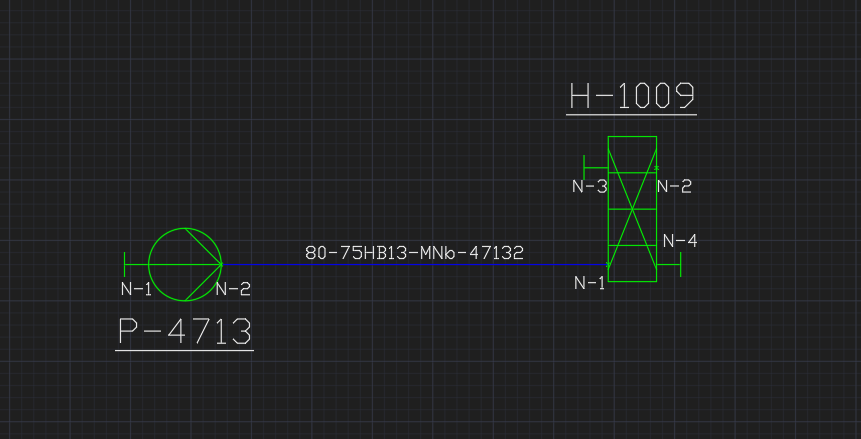 H-1009
N-3
N-2
N-4
80-75HB13-MNb-47132
N-1
N-1
N-2
P-4713